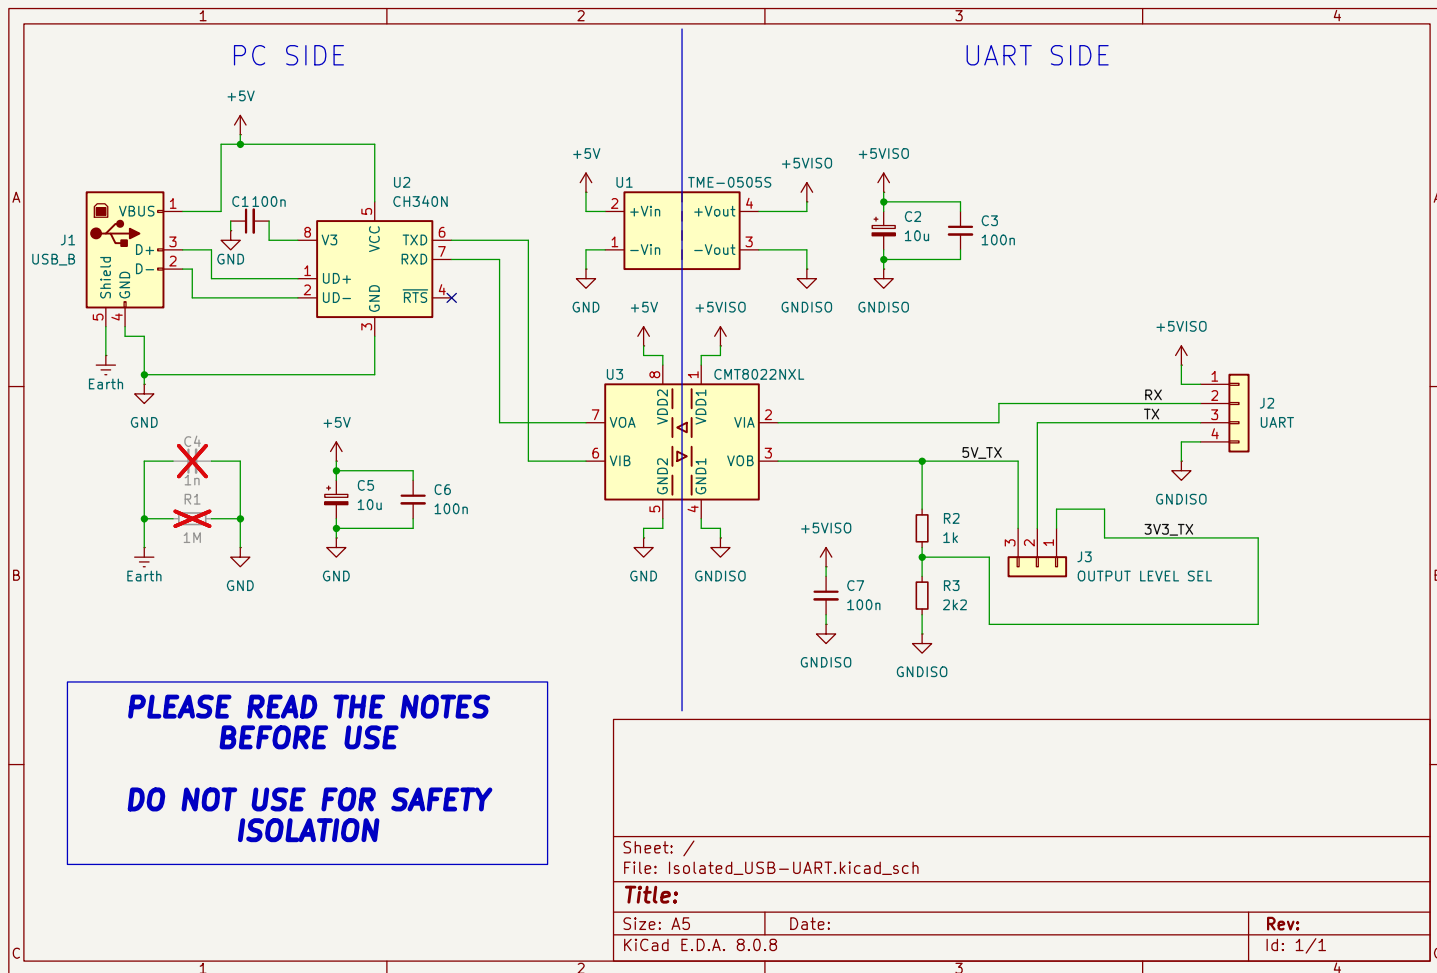 1 2 3 4
PC SIDE
UART SIDE
+5V
+5V
+5VISO
+5VISO
A
U1
TME-0505S
U2
CH340N
C1100n
J1
USB_B
VBUS 1
D+ 3
D- 2
Shield
GND
5 4
Earth
GND
GND
8 V3
1 UD+
2 UD-
5
VCC
GND
3
TXD 6
RXD 7
RTS 4
2 +Vin
1 -Vin
+Vout 4
-Vout 3
C2
10u
C3
100n
GND
GNDISO
GNDISO
+5V
+5VISO
+5VISO
U3
CMT8022NXL
8 1
VDD2
VDD1
7 VOA
6 VIB
VIA 2
VOB 3
GND2
GND1
5 4
GND
GNDISO
RX
TX
5V_TX
1
2
3
4
J2
UART
GNDISO
C4
1n
R1
1M
Earth
GND
+5V
C5
10u
C6
100n
GND
B
+5VISO
C7
100n
GNDISO
R2
1k
R3
2k2
GNDISO
3 2 1
J3
OUTPUT LEVEL SEL
3V3_TX
PLEASE READ THE NOTES
BEFORE USE
DO NOT USE FOR SAFETY
ISOLATION
Sheet: /
File: Isolated_USB-UART.kicad_sch
Title:
Size: A5
Date:
Rev:
KiCad E.D.A. 8.0.8
Id: 1/1
C
1 2 3 4